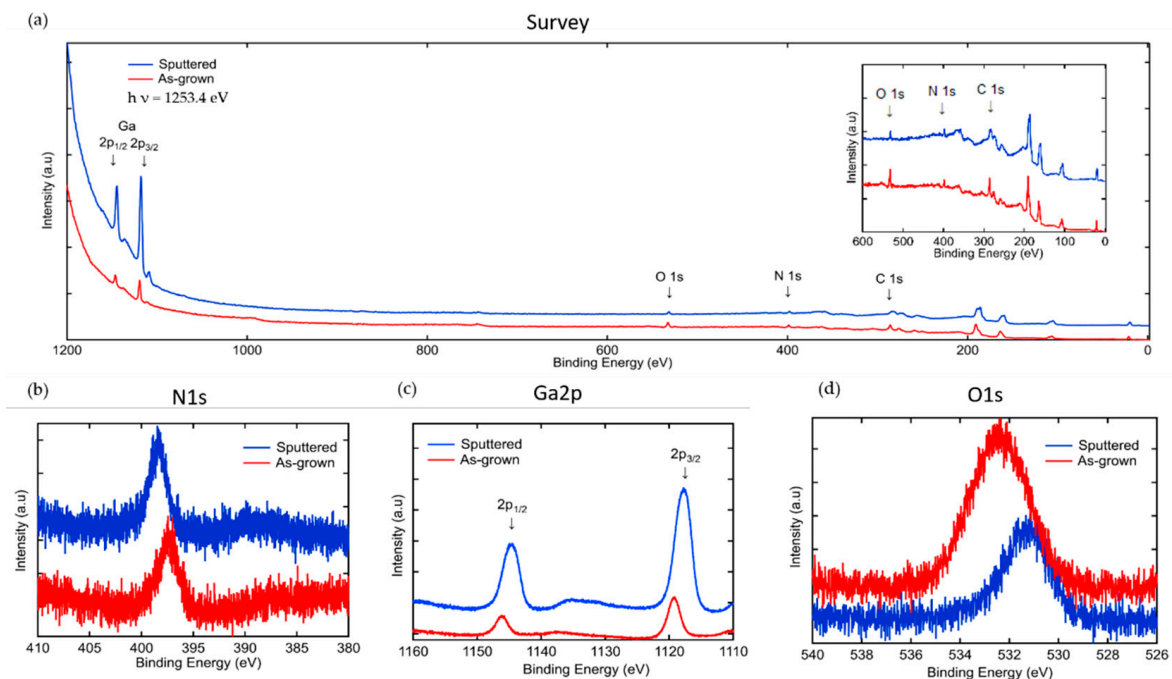 (a)
Survey
Sputtered
As-grown
h ν = 1253.4 eV
Ga
2p1/2 2p3/2
O 1s
N 1s
C 1s
Intensity (a.u)
1200
1000
800
600
400
200
0
Binding Energy (eV)
O 1s
N 1s
C 1s
Intensity (a.u)
600
500
400
300
200
100
0
Binding Energy (eV)
(b)
N1s
Sputtered
As-grown
Intensity (a.u)
410
405
400
395
390
385
380
Binding Energy (eV)
(c)
Ga2p
Sputtered
As-grown
2p1/2
2p3/2
Intensity (a.u)
1160
1150
1140
1130
1120
1110
Binding Energy (eV)
(d)
O1s
Sputtered
As-grown
Intensity (a.u)
540
538
536
534
532
530
528
526
Binding Energy (eV)